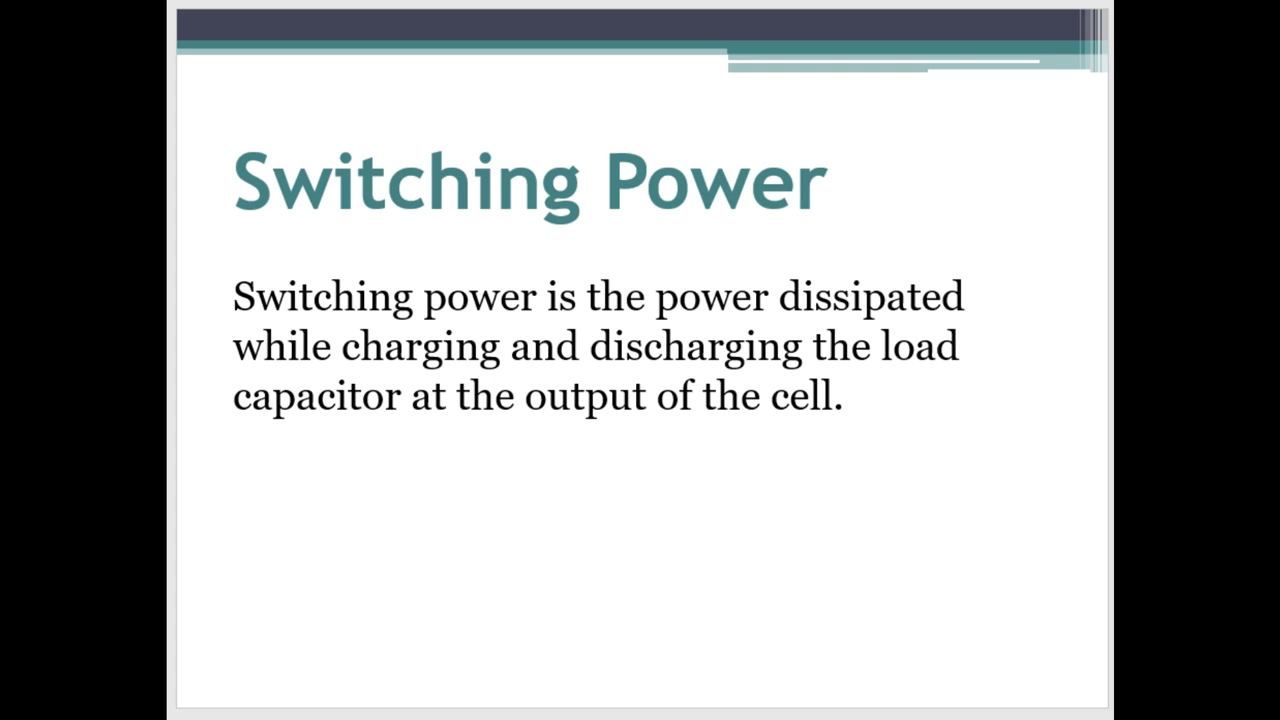 Switching Power
Switching power is the power dissipated
while charging and discharging the load
capacitor at the output of the cell.